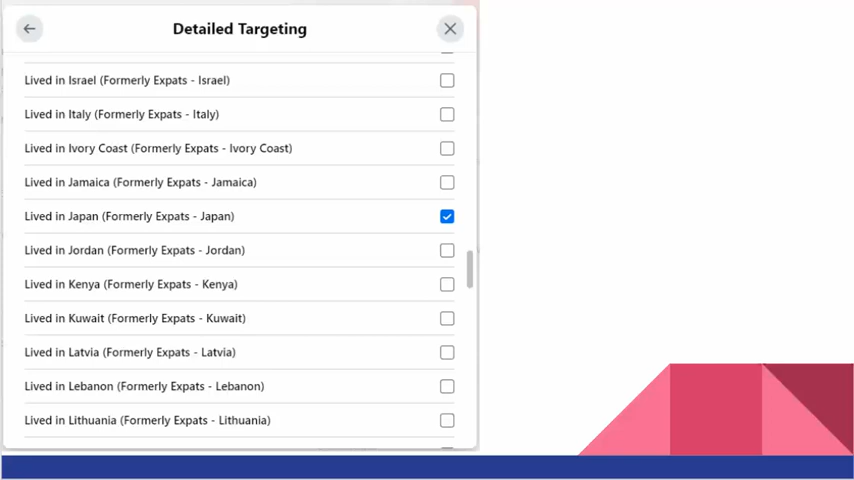 Detailed Targeting
Lived in Israel (Formerly Expats - Israel)
Lived in Italy (Formerly Expats - Italy)
Lived in Ivory Coast (Formerly Expats - Ivory Coast)
Lived in Jamaica (Formerly Expats - Jamaica)
Lived in Japan (Formerly Expats - Japan)
Lived in Jordan (Formerly Expats - Jordan)
Lived in Kenya (Formerly Expats - Kenya)
Lived in Kuwait (Formerly Expats - Kuwait)
Lived in Latvia (Formerly Expats - Latvia)
Lived in Lebanon (Formerly Expats - Lebanon)
Lived in Lithuania (Formerly Expats - Lithuania)